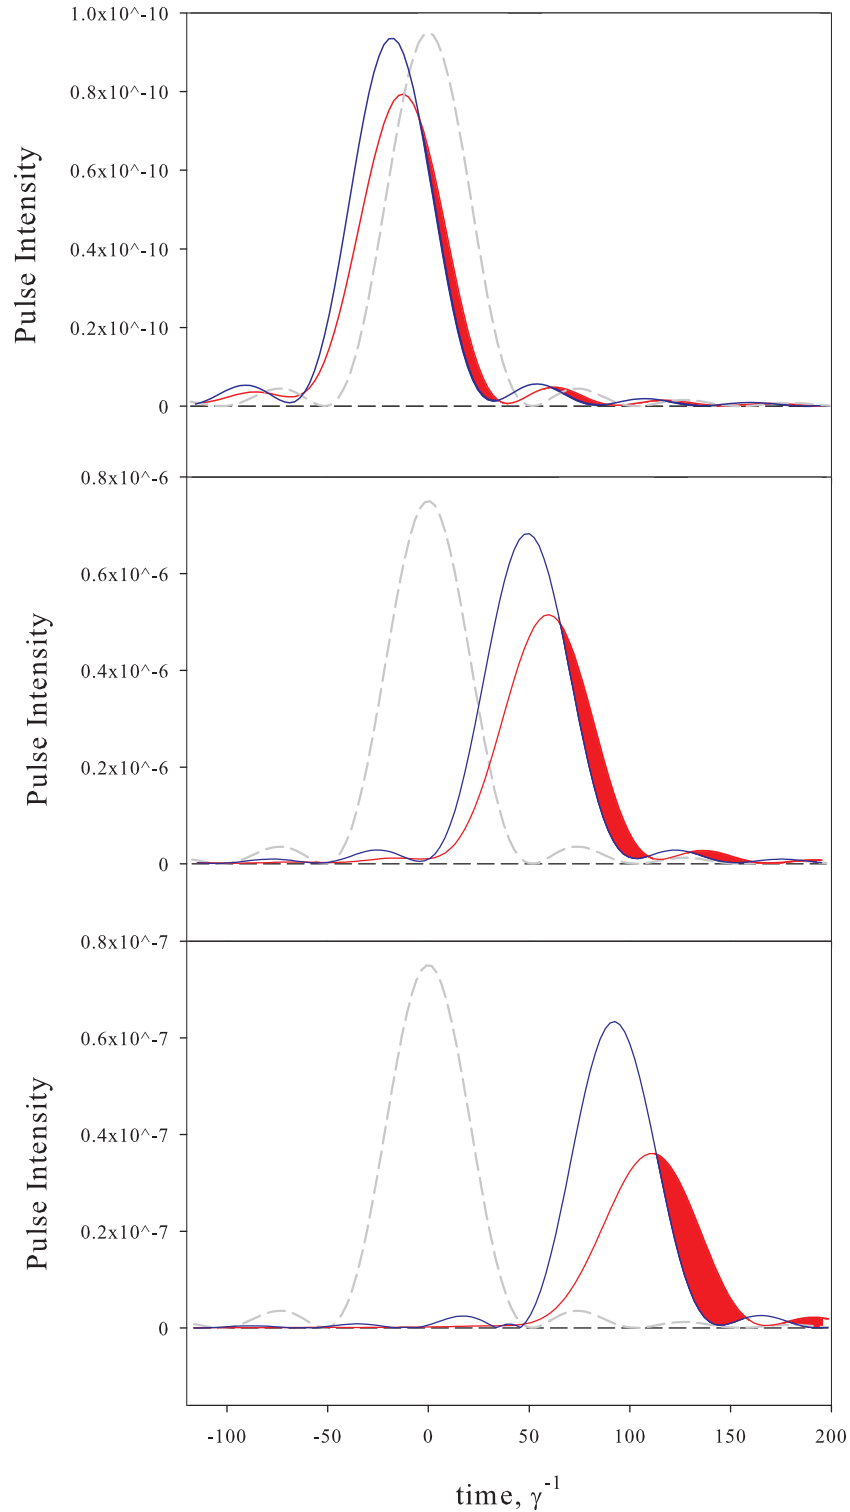 1.0x10^-10
0.8x10^-10
0.6x10^-10
0.4x10^-10
0.2x10^-10
0
Pulse Intensity
0.8x10^-6
0.6x10^-6
0.4x10^-6
0.2x10^-6
0
Pulse Intensity
0.8x10^-7
0.6x10^-7
0.4x10^-7
0.2x10^-7
0
Pulse Intensity
-100 -50 0 50 100 150 200
time, γ^-1